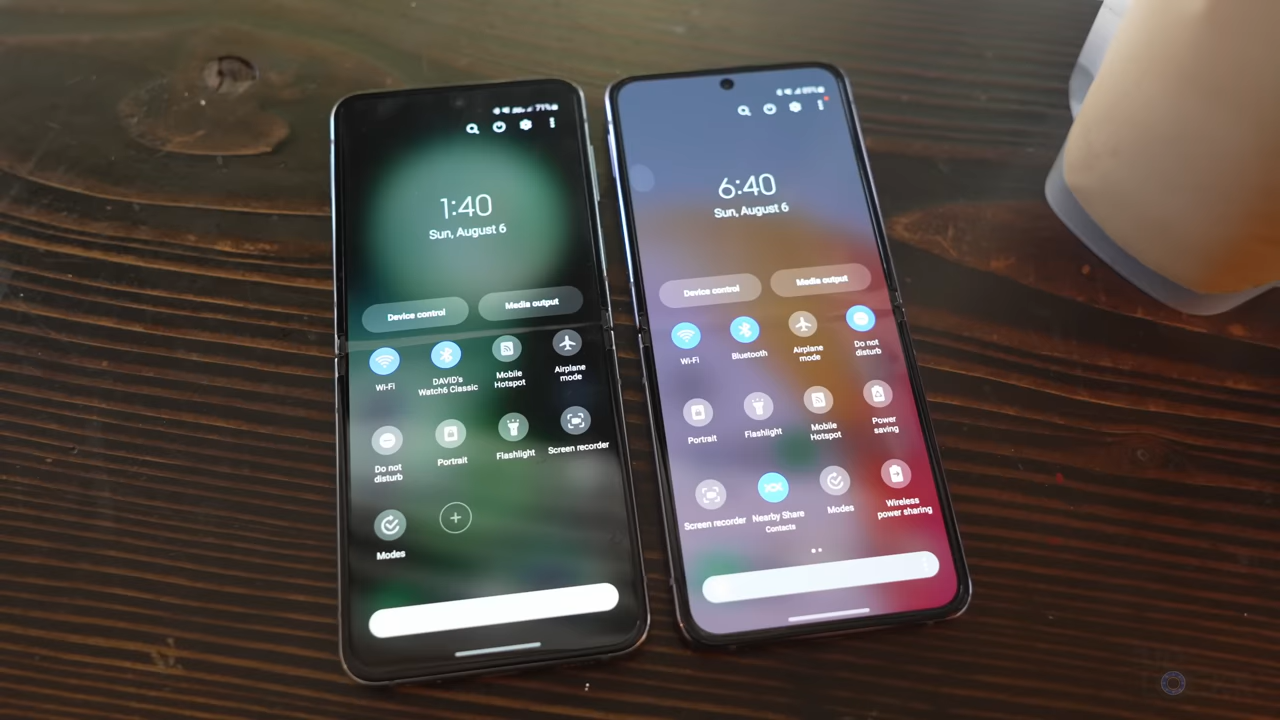 71%
1:40
Sun, August 6
Device control
Media output
Wi-Fi
DAVID's
Watch6 Classic
Mobile
Hotspot
Airplane
mode
Do not
disturb
Portrait
Flashlight
Screen recorder
Modes
6:40
Sun, August 6
Device control
Media output
Wi-Fi
Bluetooth
Airplane
mode
Do not
disturb
Portrait
Flashlight
Mobile
Hotspot
Power
saving
Screen recorder
Nearby Share
Contacts
Modes
Wireless
power sharing